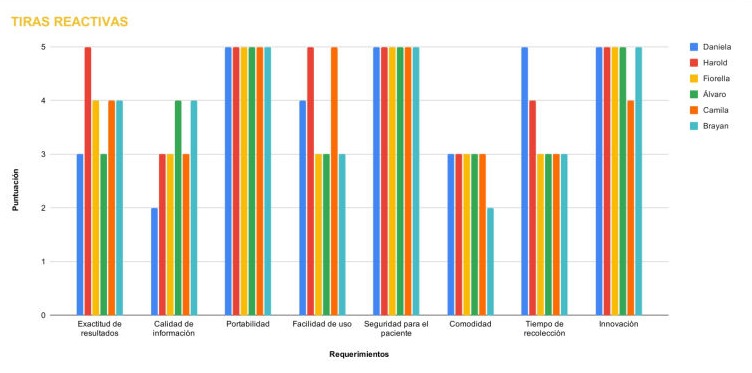 TIRAS REACTIVAS
5
4
3
2
1
0
Puntuación
Exactitud de
resultados
Calidad de
información
Portabilidad
Facilidad de uso
Seguridad para el
paciente
Comodidad
Tiempo de
recolección
Innovación
Requerimientos
Daniela
Harold
Fiorella
Álvaro
Camila
Brayan